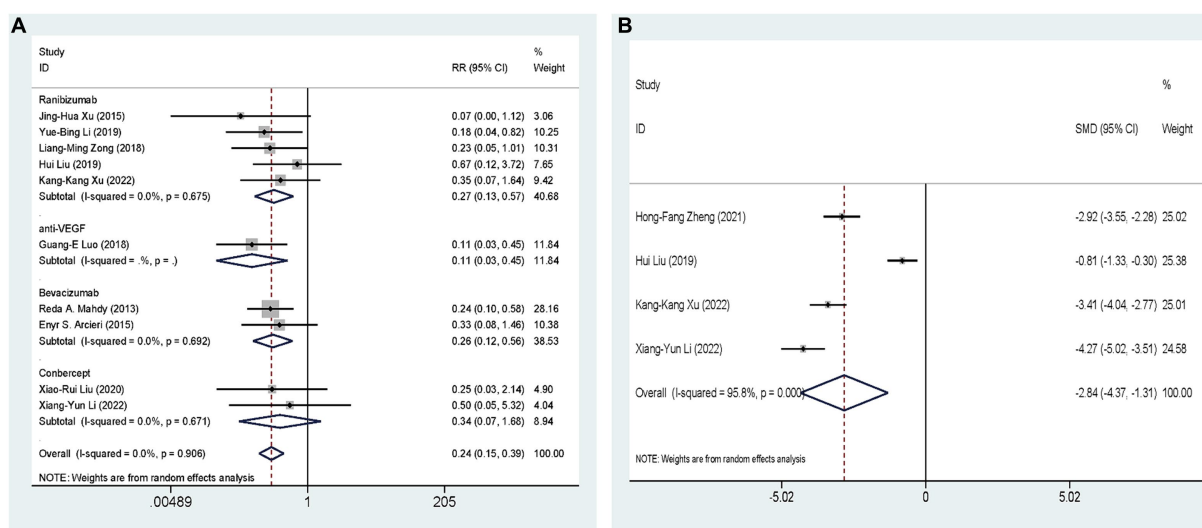 A
Study %
ID RR (95% CI) Weight
Ranibizumab
Jing-Hua Xu (2015) 0.07 (0.00, 1.12) 3.06
Yue-Bing Li (2019) 0.18 (0.04, 0.82) 10.25
Liang-Ming Zong (2018) 0.23 (0.05, 1.01) 10.31
Hui Liu (2019) 0.67 (0.12, 3.72) 7.65
Kang-Kang Xu (2022) 0.35 (0.07, 1.64) 9.42
Subtotal (I-squared = 0.0%, p = 0.675) 0.27 (0.13, 0.57) 40.68
.
anti-VEGF
Guang-E Luo (2018) 0.11 (0.03, 0.45) 11.84
Subtotal (I-squared = .%, p = .) 0.11 (0.03, 0.45) 11.84
.
Bevacizumab
Reda A. Mahdy (2013) 0.24 (0.10, 0.58) 28.16
Enyr S. Arcieri (2015) 0.33 (0.08, 1.46) 10.38
Subtotal (I-squared = 0.0%, p = 0.692) 0.26 (0.12, 0.56) 38.53
.
Conbercept
Xiao-Rui Liu (2020) 0.25 (0.03, 2.14) 4.90
Xiang-Yun Li (2022) 0.50 (0.05, 5.32) 4.04
Subtotal (I-squared = 0.0%, p = 0.671) 0.34 (0.07, 1.68) 8.94
.
Overall (I-squared = 0.0%, p = 0.906) 0.24 (0.15, 0.39) 100.00
NOTE: Weights are from random effects analysis
.00489 1 205
B
Study %
ID SMD (95% CI) Weight
Hong-Fang Zheng (2021) -2.92 (-3.55, -2.28) 25.02
Hui Liu (2019) -0.81 (-1.33, -0.30) 25.38
Kang-Kang Xu (2022) -3.41 (-4.04, -2.77) 25.01
Xiang-Yun Li (2022) -4.27 (-5.02, -3.51) 24.58
Overall (I-squared = 95.8%, p = 0.000) -2.84 (-4.37, -1.31) 100.00
NOTE: Weights are from random effects analysis
-5.02 0 5.02